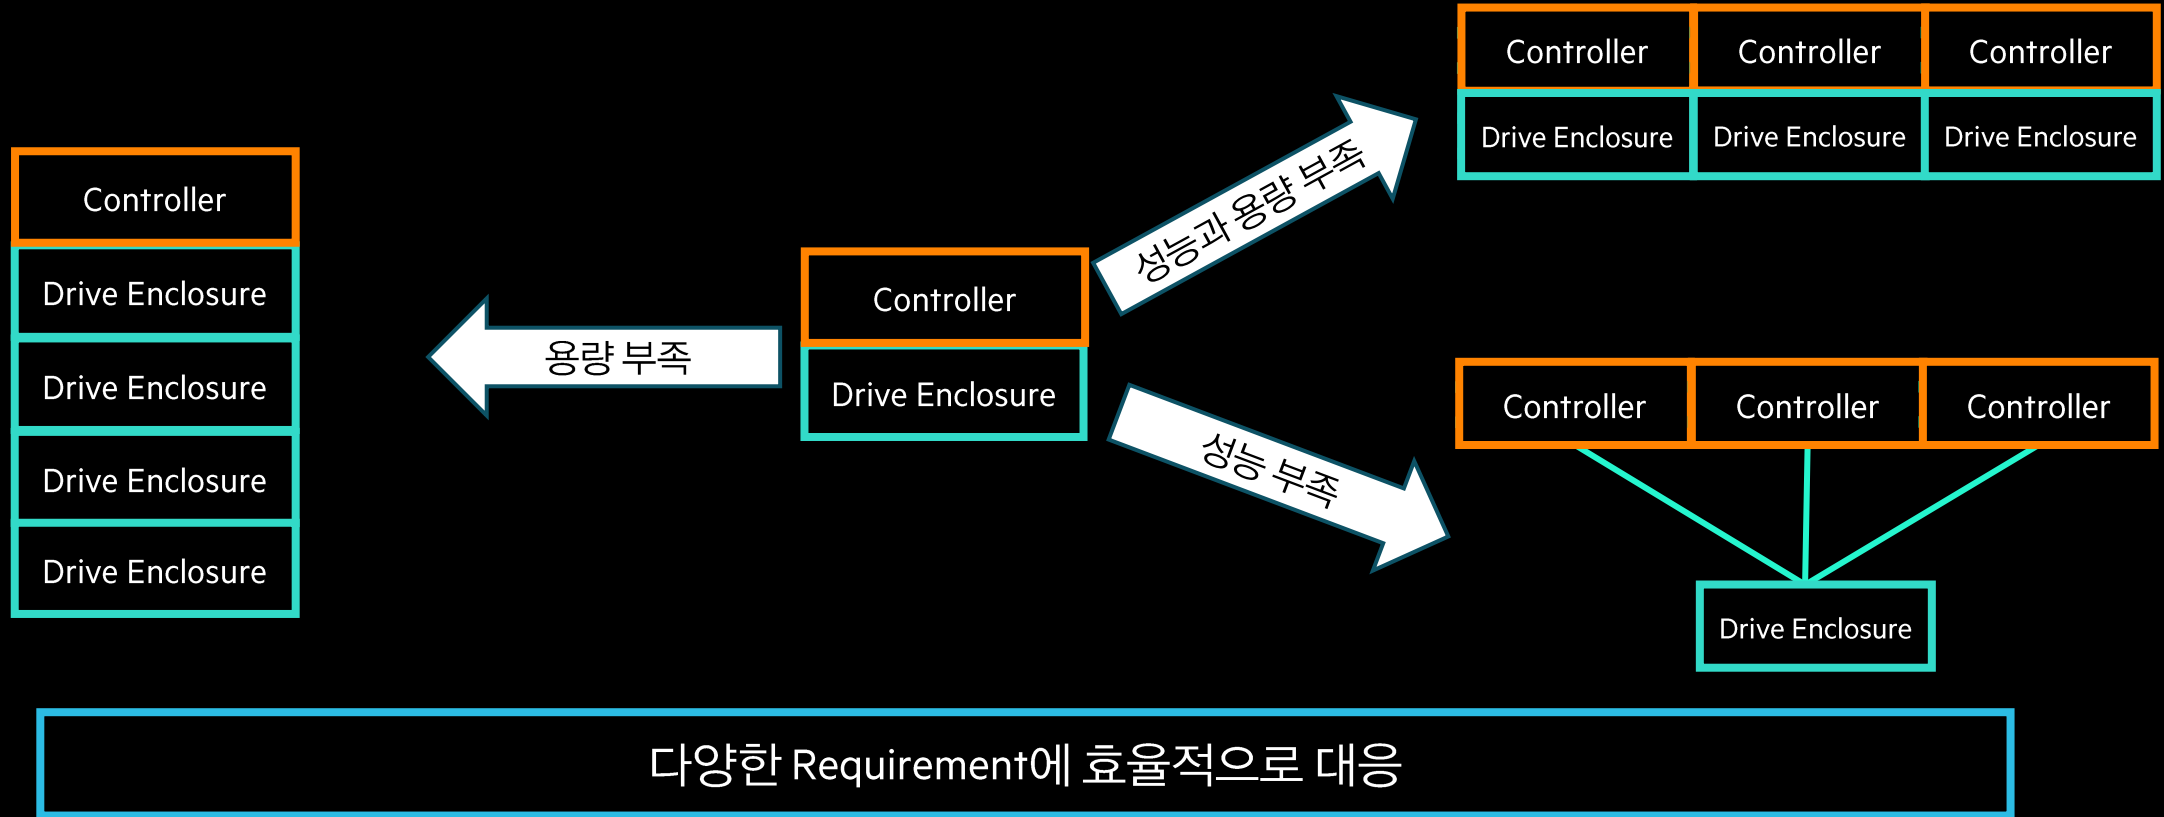 Controller
Drive Enclosure
Drive Enclosure
Drive Enclosure
Drive Enclosure
용량 부족
Controller
Drive Enclosure
성능과 용량 부족
Controller Controller Controller
Drive Enclosure Drive Enclosure Drive Enclosure
성능 부족
Controller Controller Controller
Drive Enclosure
다양한 Requirement에 효율적으로 대응